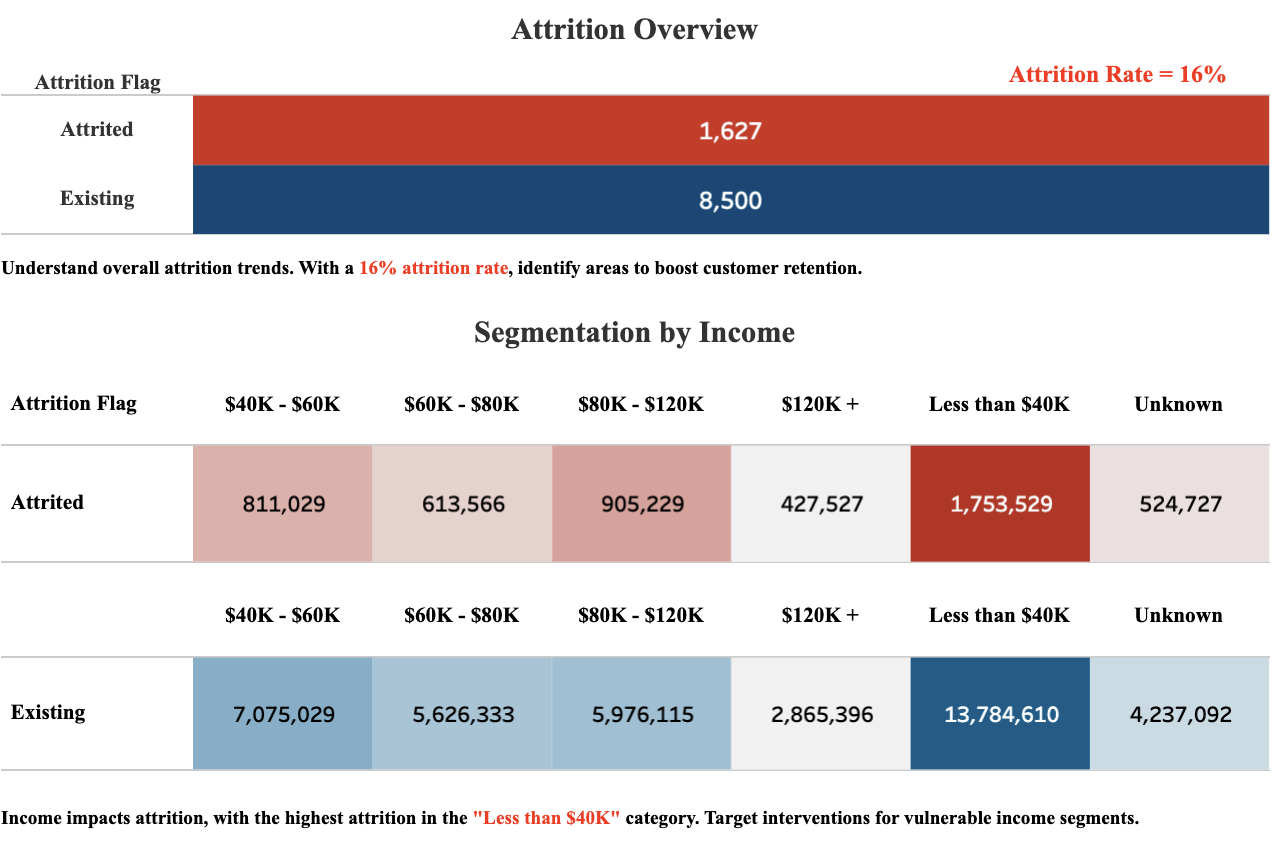 Attrition Overview
Attrition Rate = 16%
Attrition Flag
Attrited 1,627
Existing 8,500
Understand overall attrition trends. With a 16% attrition rate, identify areas to boost customer retention.
Segmentation by Income
Attrition Flag $40K - $60K $60K - $80K $80K - $120K $120K + Less than $40K Unknown
Attrited 811,029 613,566 905,229 427,527 1,753,529 524,727
$40K - $60K $60K - $80K $80K - $120K $120K + Less than $40K Unknown
Existing 7,075,029 5,626,333 5,976,115 2,865,396 13,784,610 4,237,092
Income impacts attrition, with the highest attrition in the "Less than $40K" category. Target interventions for vulnerable income segments.